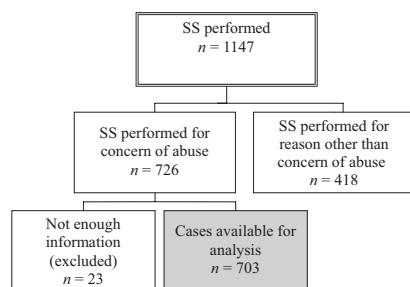 SS performed
n = 1147
SS performed for
concern of abuse
n = 726
SS performed for
reason other than
concern of abuse
n = 418
Not enough
information
(excluded)
n = 23
Cases available for
analysis
n = 703